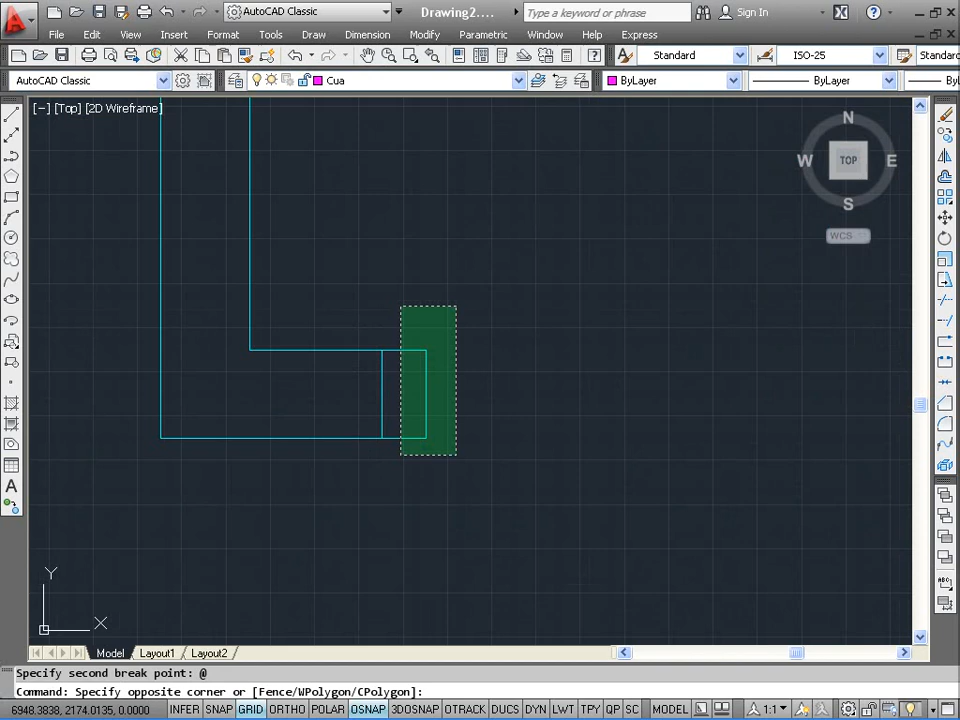 AutoCAD Classic
Drawing2....
Type a keyword or phrase
Sign In
File Edit View Insert Format Tools Draw Dimension Modify Parametric Window Help Express
Standard
ISO-25
Standard
AutoCAD Classic
Cua
ByLayer
ByLayer
ByL
[−] [Top] [2D Wireframe]
N
W
TOP
E
S
WCS
A
Y
X
ABC
Model Layout1 Layout2
Specify second break point: @
Command: Specify opposite corner or [Fence/WPolygon/CPolygon]:
6948.3838, 2174.0135, 0.0000 INFER SNAP GRID ORTHO POLAR OSNAP 3DOSNAP OTRACK DUCS DYN LWT TPY QP SC MODEL 1:1